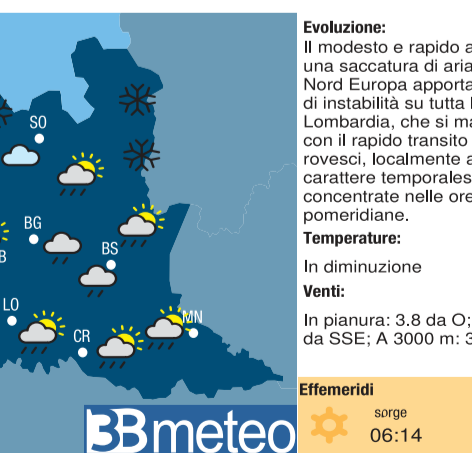 SO
BG
B
BS
LO
CR
MN
3Bmeteo
Evoluzione:
Il modesto e rapido a
una saccatura di aria
Nord Europa apporta
di instabilità su tutta l
Lombardia, che si ma
con il rapido transito
rovesci, localmente a
carattere temporales
concentrate nelle ore
pomeridiane.
Temperature:
In diminuzione
Venti:
In pianura: 3.8 da O;
da SSE; A 3000 m: 3
Effemeridi
sorge
06:14